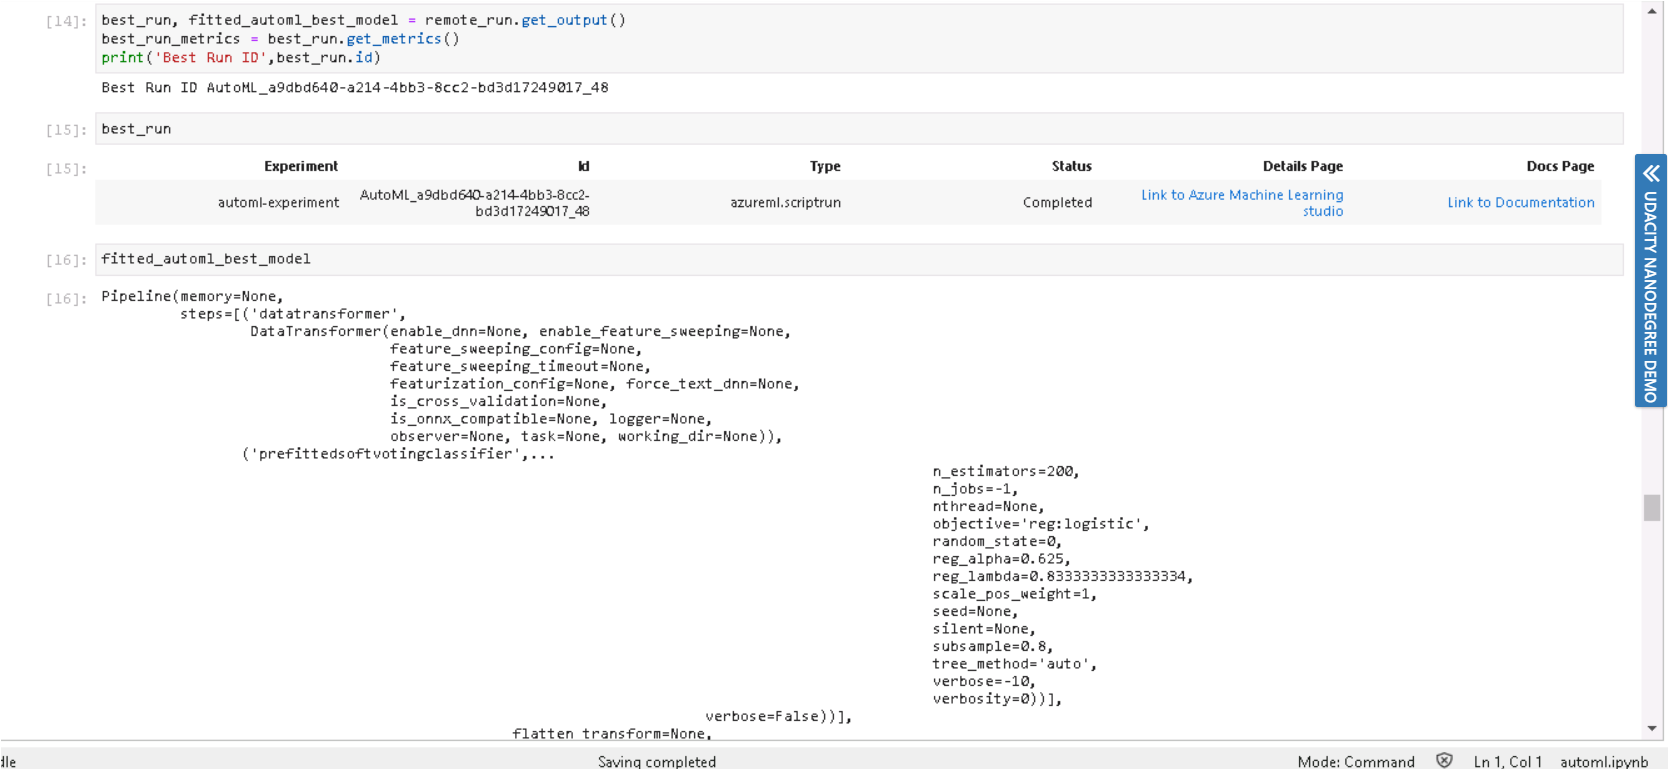 [14]: best_run, fitted_automl_best_model = remote_run.get_output()
best_run_metrics = best_run.get_metrics()
print('Best Run ID',best_run.id)
Best Run ID AutoML_a9dbd640-a214-4bb3-8cc2-bd3d17249017_48
[15]: best_run
[15]: Experiment Id Type Status Details Page Docs Page
automl-experiment AutoML_a9dbd640-a214-4bb3-8cc2-bd3d17249017_48 azureml.scriptrun Completed Link to Azure Machine Learning studio Link to Documentation
[16]: fitted_automl_best_model
[16]: Pipeline(memory=None,
steps=[('datatransformer',
DataTransformer(enable_dnn=None, enable_feature_sweeping=None,
feature_sweeping_config=None,
feature_sweeping_timeout=None,
featurization_config=None, force_text_dnn=None,
is_cross_validation=None,
is_onnx_compatible=None, logger=None,
observer=None, task=None, working_dir=None)),
('prefittedsoftvotingclassifier',...
n_estimators=200,
n_jobs=-1,
nthread=None,
objective='reg:logistic',
random_state=0,
reg_alpha=0.625,
reg_lambda=0.8333333333333334,
scale_pos_weight=1,
seed=None,
silent=None,
subsample=0.8,
tree_method='auto',
verbose=-10,
verbosity=0))],
verbose=False))],
flatten_transform=None,
UDACITY NANODEGREE DEMO
Saving completed Mode: Command Ln 1, Col 1 automl.ipynb